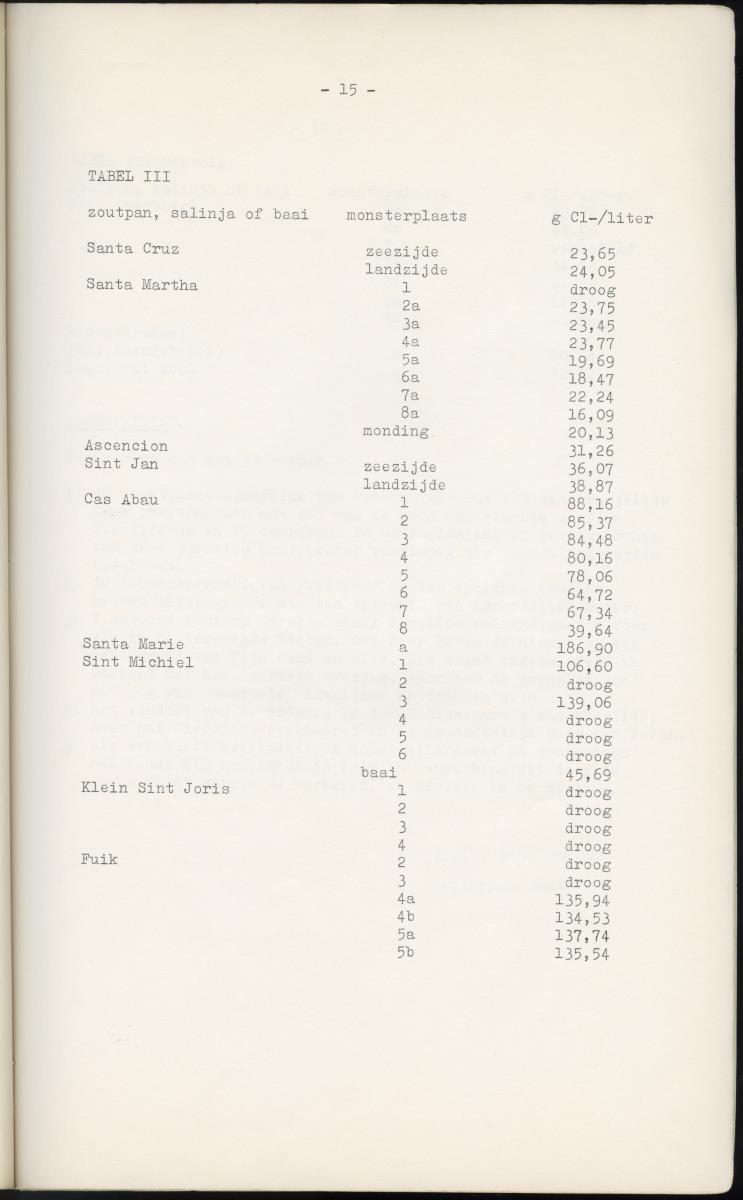 - 15 -
TABEL III
zoutpan, salinja of baai monsterplaats g Cl-/liter
Santa Cruz zeezijde 23,65
landzijde 24,05
Santa Martha 1 droog
2a 23,75
3a 23,45
4a 23,77
5a 19,69
6a 18,47
7a 22,24
8a 16,09
monding 20,13
Ascencion 31,26
Sint Jan zeezijde 36,07
landzijde 38,87
Cas Abau 1 88,16
2 85,37
3 84,48
4 80,16
5 78,06
6 64,72
7 67,34
8 39,64
Santa Marie a 186,90
Sint Michiel 1 106,60
2 droog
3 139,06
4 droog
5 droog
6 droog
baai 45,69
Klein Sint Joris 1 droog
2 droog
3 droog
4 droog
Fuik 2 droog
3 droog
4a 135,94
4b 134,53
5a 137,74
5b 135,54